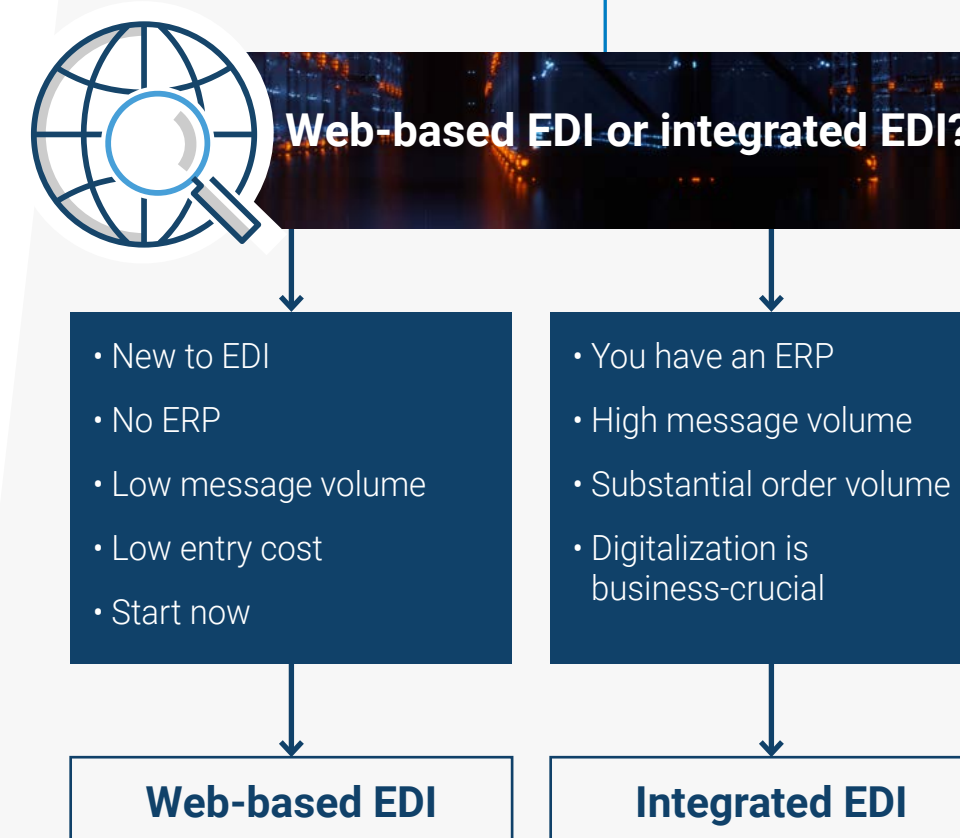 Web-based EDI or integrated EDI?
• New to EDI
• No ERP
• Low message volume
• Low entry cost
• Start now
• You have an ERP
• High message volume
• Substantial order volume
• Digitalization is
business-crucial
Web-based EDI
Integrated EDI